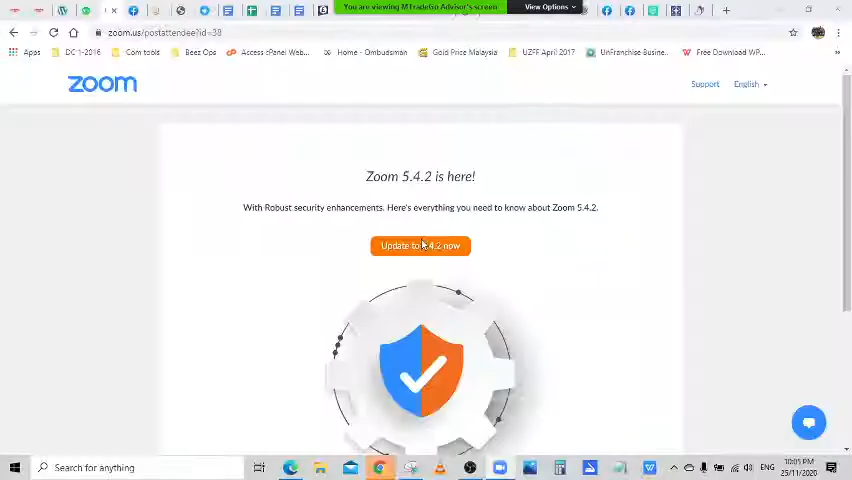 You are viewing MTradeGo Advisor's screen
View Options
zoom.us/postattendee?id=38
Apps
DC 1-2016
Com tools
Beez Ops
Access cPanel Web...
Home - Ombudsman
Gold Price Malaysia
UZFF April 2017
UnFranchise Busine...
Free Download WP...
zoom
Support
English
Zoom 5.4.2 is here!
With Robust security enhancements. Here's everything you need to know about Zoom 5.4.2.
Update to 5.4.2 now
Search for anything
ENG
10:05 PM
25/11/2020